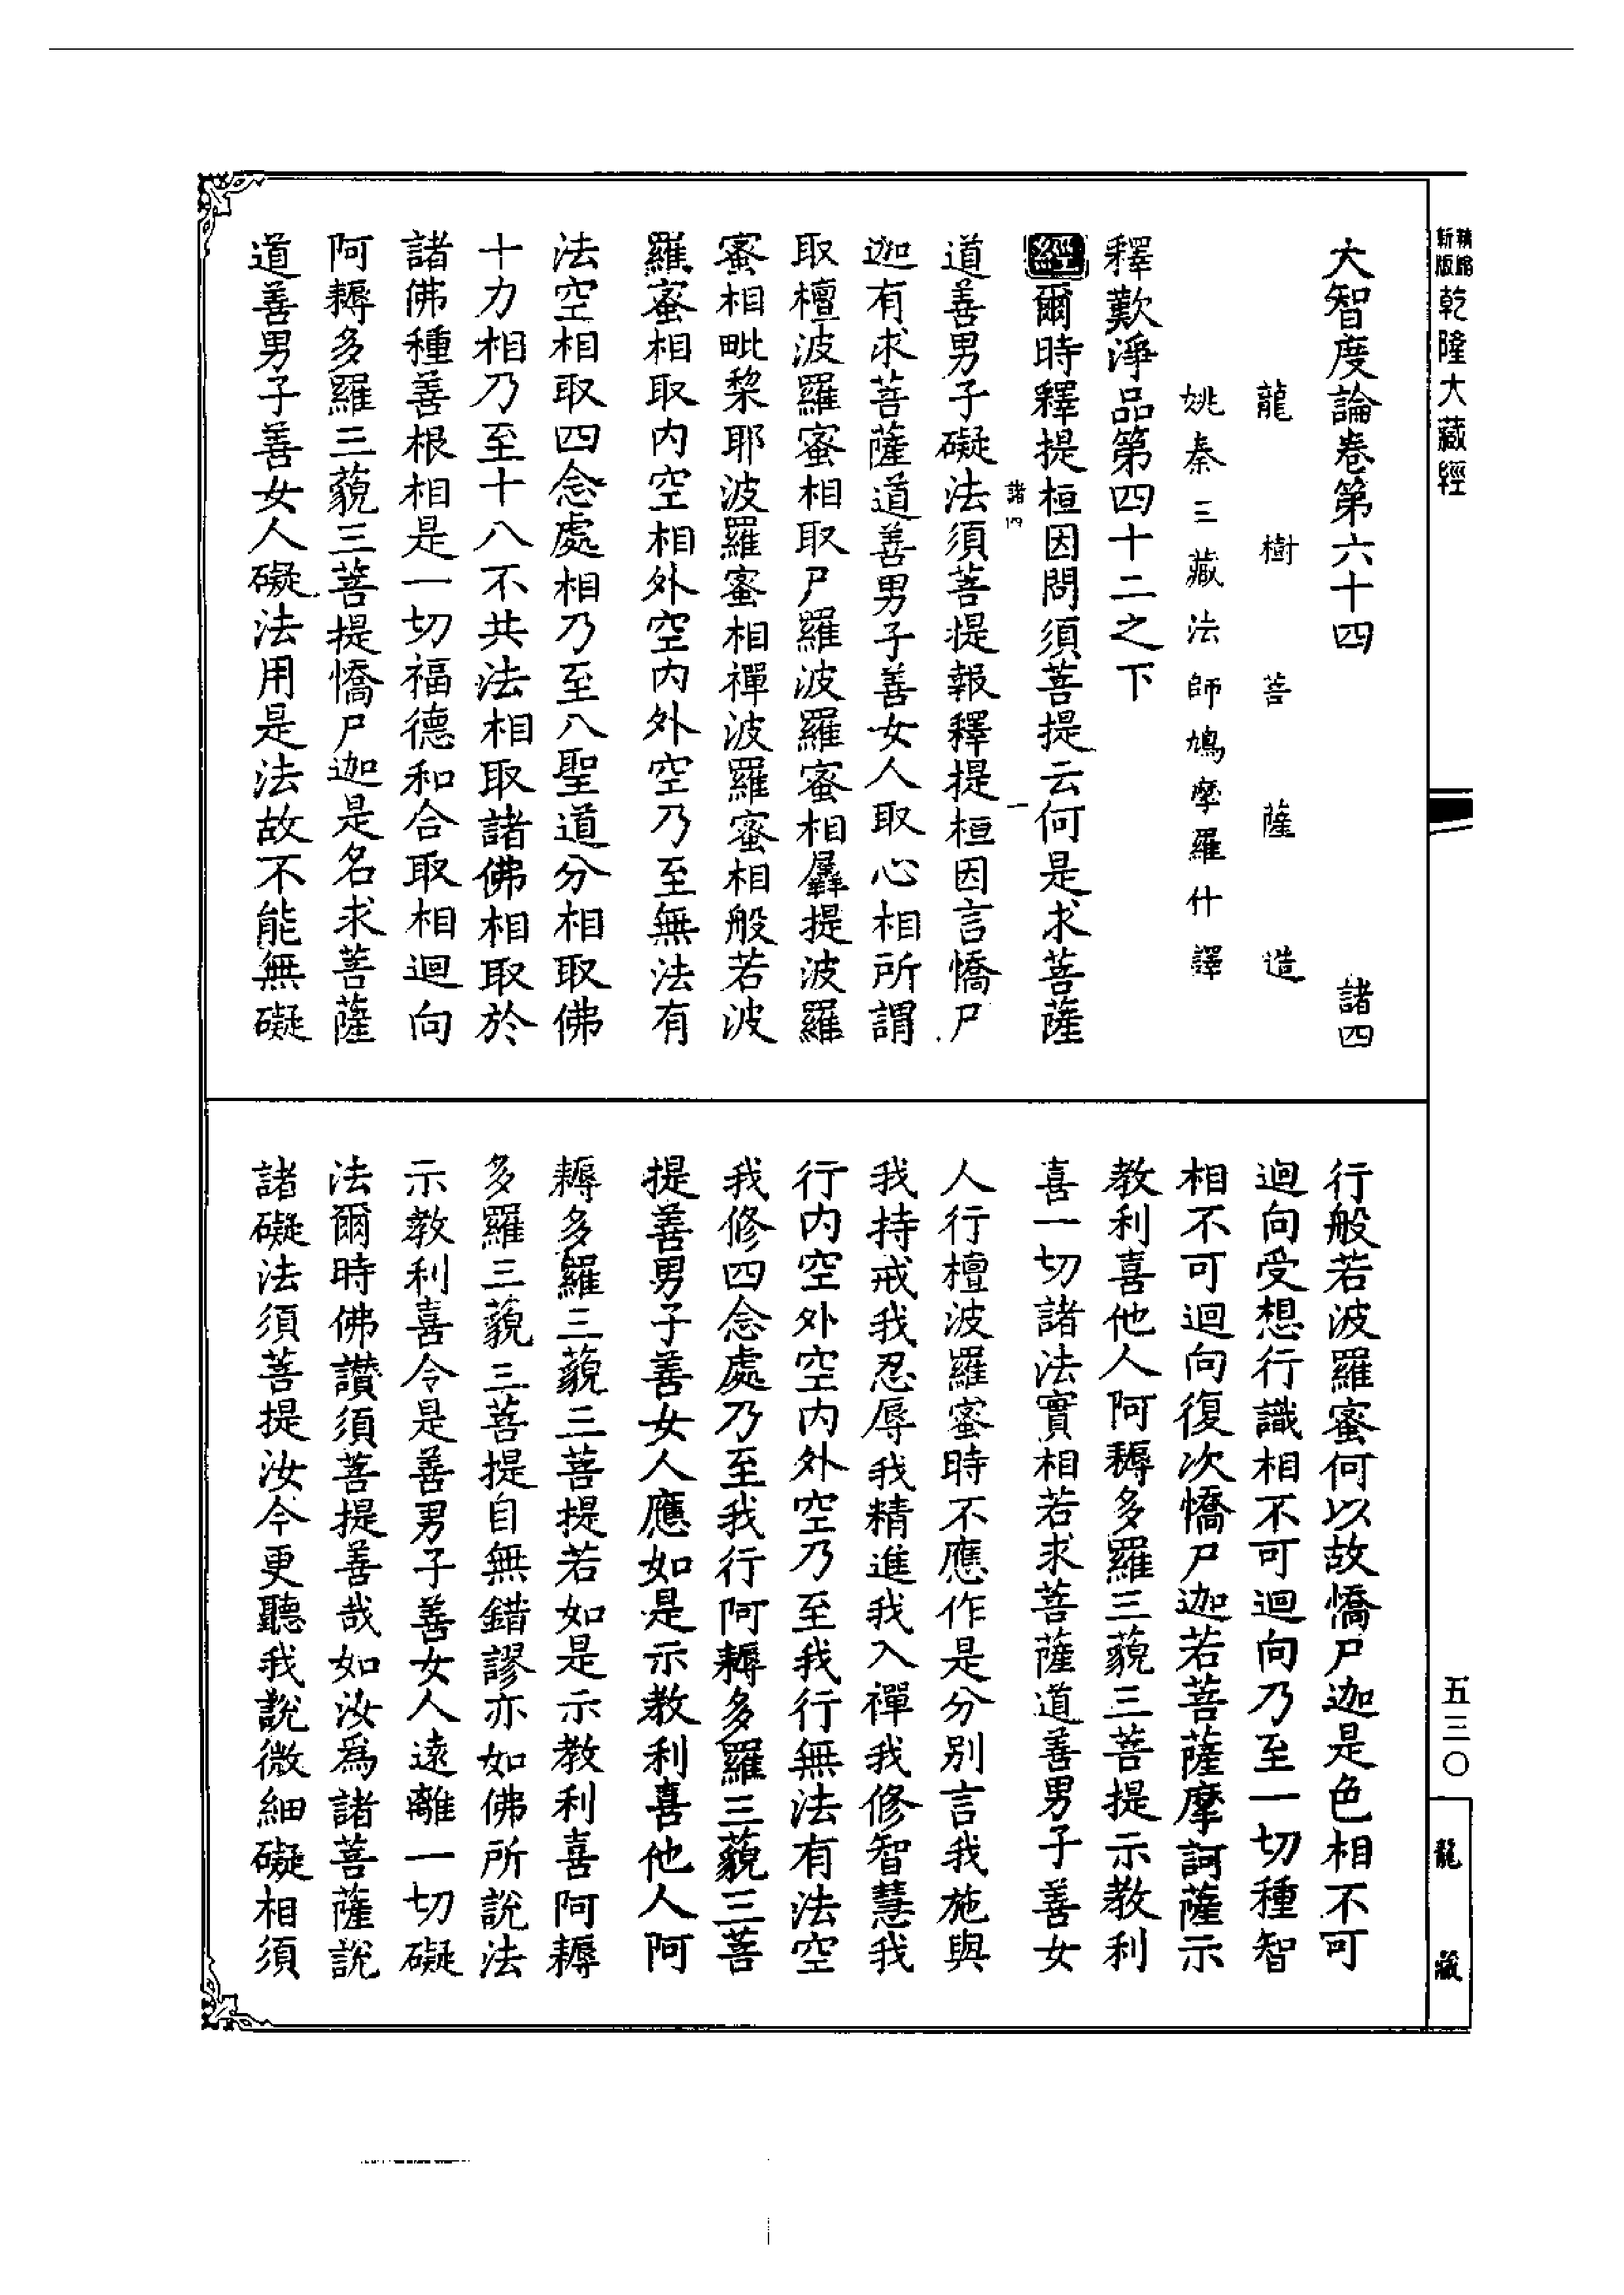 精縮新版乾隆大藏經
大智度論卷第六十四 諸四
龍樹菩薩造
姚秦三藏法師鳩摩羅什譯
釋歎淨品第四十二之下
經爾時釋提桓因問須菩提云何是求菩薩
諸四 一
道善男子礙法須菩提報釋提桓因言憍尸
迦有求菩薩道善男子善女人取心相所謂
取檀波羅蜜相取尸羅波羅蜜相羼提波羅
蜜相毗棃耶波羅蜜相禪波羅蜜相般若波
羅蜜相取內空相外空內外空乃至無法有
法空相取四念處相乃至八聖道分相取佛
十力相乃至十八不共法相取諸佛相取於
諸佛種善根相是一切福德和合取相迴向
阿耨多羅三藐三菩提憍尸迦是名求菩薩
道善男子善女人礙法用是法故不能無礙
行般若波羅蜜何以故憍尸迦是色相不可
迴向受想行識相不可迴向乃至一切種智
相不可迴向復次憍尸迦若菩薩摩訶薩示
教利喜他人阿耨多羅三藐三菩提示教利
喜一切諸法實相若求菩薩道善男子善女
人行檀波羅蜜時不應作是分別言我施與
我持戒我忍辱我精進我入禪我修智慧我
行內空外空內外空乃至我行無法有法空
我修四念處乃至我行阿耨多羅三藐三菩
提善男子善女人應如是示教利喜他人阿
耨多羅三藐三菩提若如是示教利喜阿耨
多羅三藐三菩提自無錯謬亦如佛所說法
示教利喜令是善男子善女人遠離一切礙
法爾時佛讚須菩提善哉如汝爲諸菩薩說
諸礙法須菩提汝今更聽我說微細礙相須
五三〇
龍藏